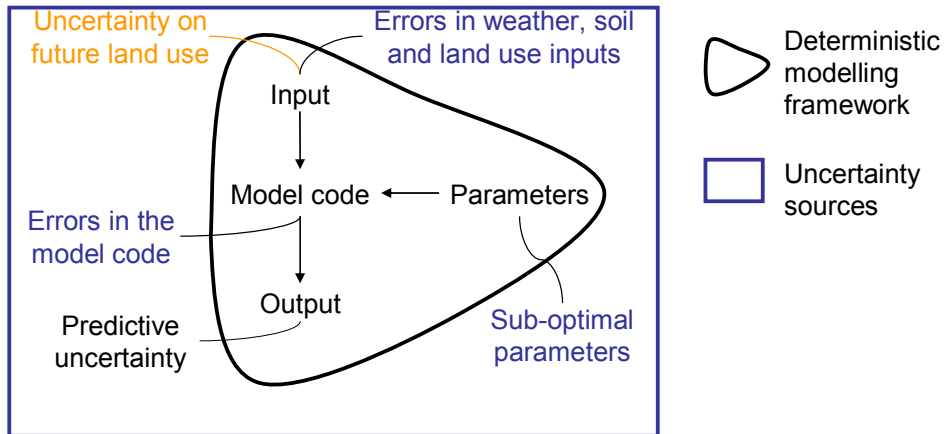 Uncertainty on
future land use
Errors in weather, soil
and land use inputs
Input
Model code
Parameters
Errors in the
model code
Output
Predictive
uncertainty
Sub-optimal
parameters
Deterministic
modelling
framework
Uncertainty
sources